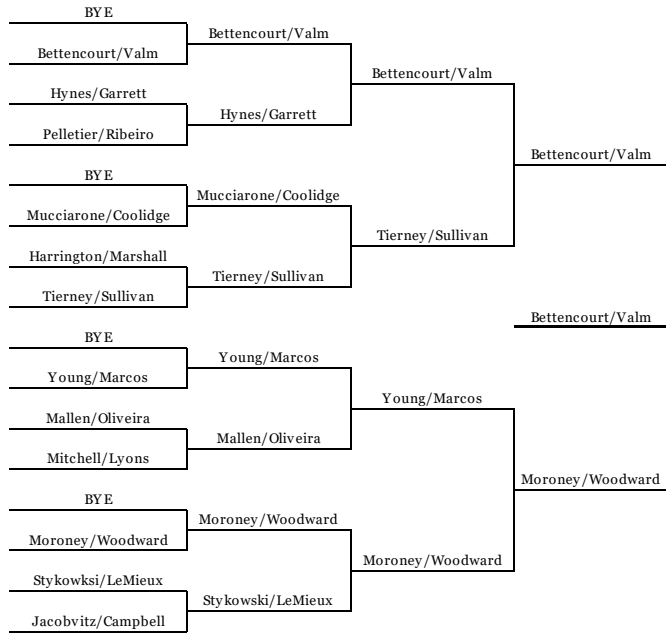 BYE
Bettencourt/Valm
Bettencourt/Valm
Bettencourt/Valm
Hynes/Garrett
Hynes/Garrett
Pelletier/Ribeiro
Bettencourt/Valm
BYE
Mucciarone/Coolidge
Mucciarone/Coolidge
Tierney/Sullivan
Harrington/Marshall
Tierney/Sullivan
Tierney/Sullivan
Bettencourt/Valm
BYE
Young/Marcos
Young/Marcos
Young/Marcos
Mallen/Oliveira
Mallen/Oliveira
Mitchell/Lyons
Moroney/Woodward
BYE
Moroney/Woodward
Moroney/Woodward
Moroney/Woodward
Stykowksi/LeMieux
Stykowski/LeMieux
Jacobvitz/Campbell